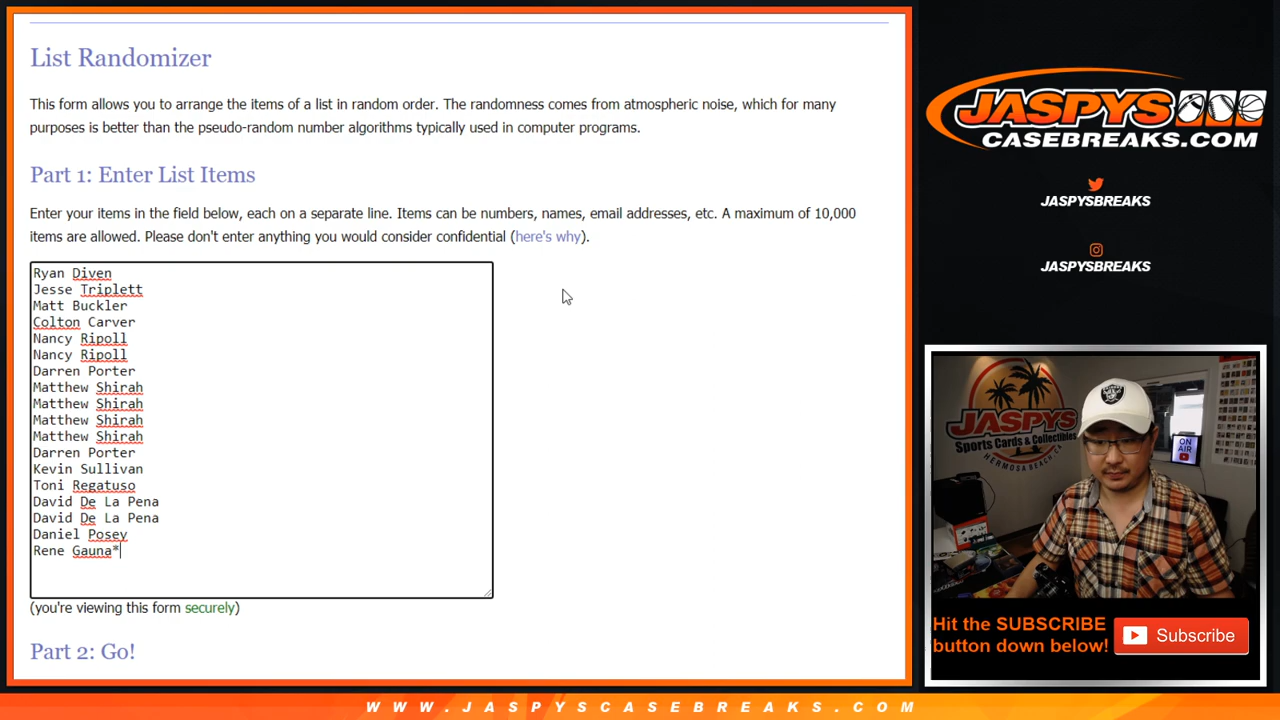 List Randomizer
This form allows you to arrange the items of a list in random order. The randomness comes from atmospheric noise, which for many
purposes is better than the pseudo-random number algorithms typically used in computer programs.
Part 1: Enter List Items
Enter your items in the field below, each on a separate line. Items can be numbers, names, email addresses, etc. A maximum of 10,000
items are allowed. Please don't enter anything you would consider confidential (here's why).
Ryan Diven
Jesse Triplett
Matt Buckler
Colton Carver
Nancy Ripoll
Nancy Ripoll
Darren Porter
Matthew Shirah
Matthew Shirah
Matthew Shirah
Matthew Shirah
Darren Porter
Kevin Sullivan
Toni Regatuso
David De La Pena
David De La Pena
Daniel Posey
Rene Gauna*
(you're viewing this form securely)
Part 2: Go!
JASPYS
CASEBREAKS.COM
JASPYSBREAKS
JASPYSBREAKS
JASPYS
Sports Cards & Collectibles
HERMOSA BEACH, CA
ON
AIR
Hit the SUBSCRIBE
button down below!
Subscribe
WWW.JASPYSCASEBREAKS.COM